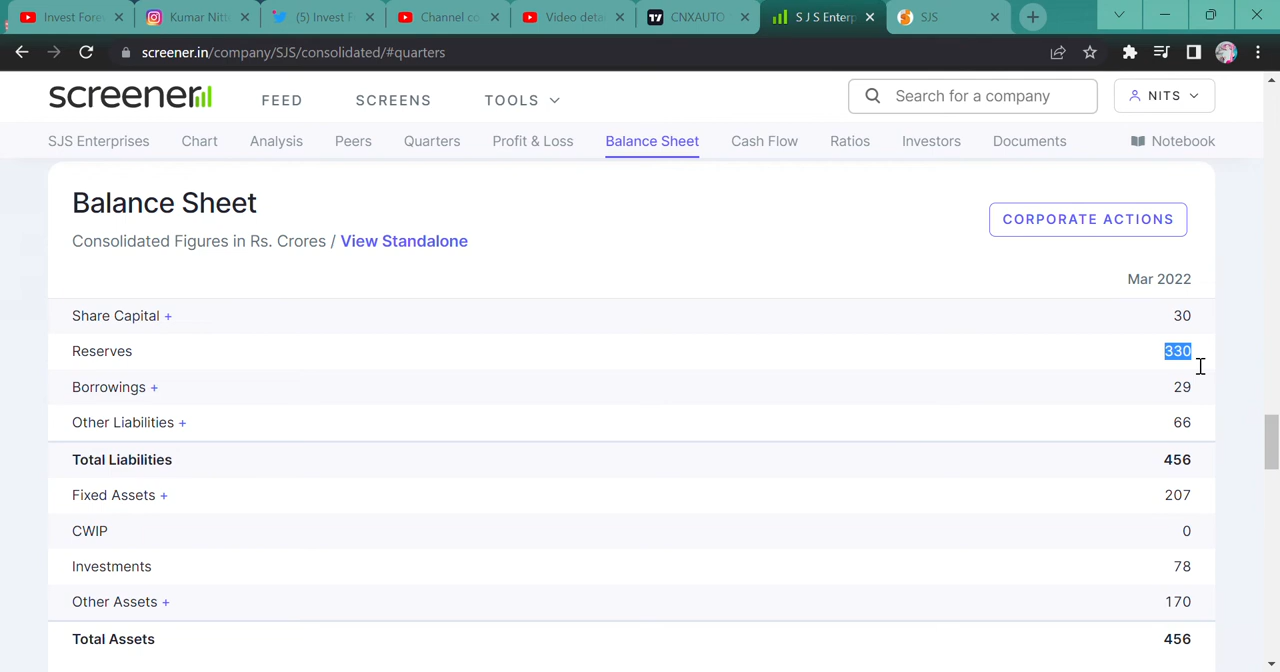 Invest Fore
Kumar Nitt
(5) Invest F
Channel co
Video detai
CNXAUTO
S J S Enterp
SJS
screener.in/company/SJS/consolidated/#quarters
screener
FEED
SCREENS
TOOLS
Search for a company
NITS
SJS Enterprises
Chart
Analysis
Peers
Quarters
Profit & Loss
Balance Sheet
Cash Flow
Ratios
Investors
Documents
Notebook
Balance Sheet
CORPORATE ACTIONS
Consolidated Figures in Rs. Crores / View Standalone
Mar 2022
Share Capital + 30
Reserves 330
Borrowings + 29
Other Liabilities + 66
Total Liabilities 456
Fixed Assets + 207
CWIP 0
Investments 78
Other Assets + 170
Total Assets 456